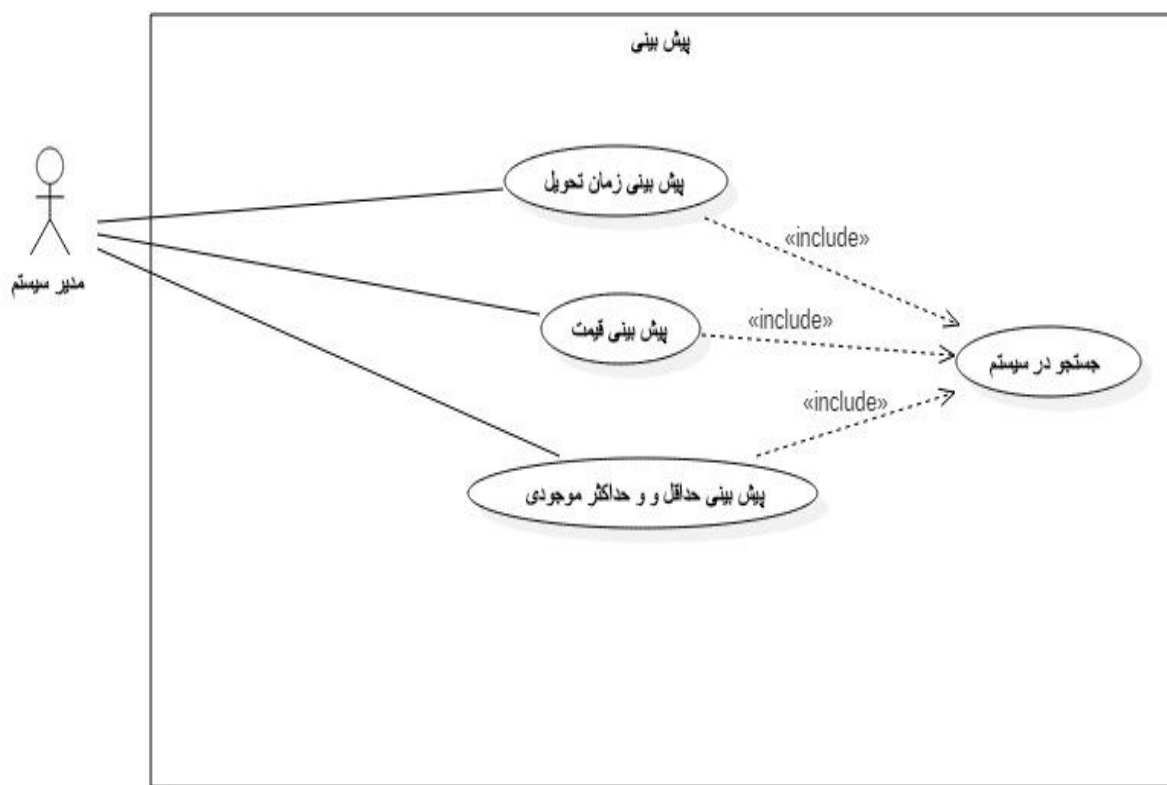 پیش بینی
پیش بینی زمان تحویل
«include»
مدیر سیستم
پیش بینی قیمت
«include»
جستجو در سیستم
«include»
پیش بینی حداقل و و حداکثر موجودی